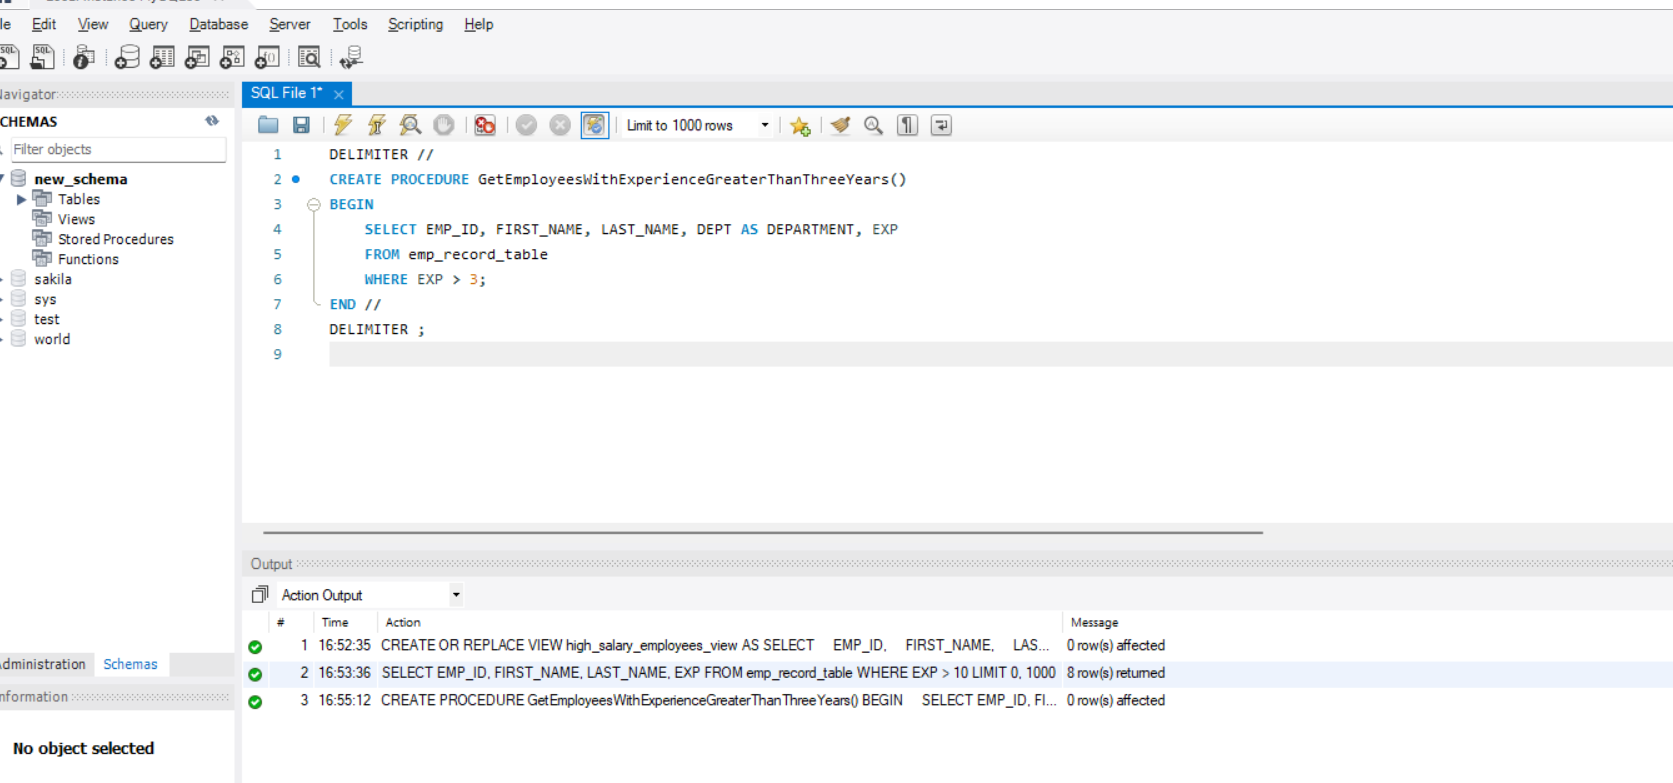 Edit View Query Database Server Tools Scripting Help
Navigator
SCHEMAS
Filter objects
new_schema
Tables
Views
Stored Procedures
Functions
sakila
sys
test
world
Administration Schemas
Information
No object selected
SQL File 1*
Limit to 1000 rows
1 DELIMITER //
2 CREATE PROCEDURE GetEmployeesWithExperienceGreaterThanThreeYears()
3 BEGIN
4 SELECT EMP_ID, FIRST_NAME, LAST_NAME, DEPT AS DEPARTMENT, EXP
5 FROM emp_record_table
6 WHERE EXP > 3;
7 END //
8 DELIMITER ;
9
Output
Action Output
# Time Action Message
1 16:52:35 CREATE OR REPLACE VIEW high_salary_employees_view AS SELECT EMP_ID, FIRST_NAME, LAS... 0 row(s) affected
2 16:53:36 SELECT EMP_ID, FIRST_NAME, LAST_NAME, EXP FROM emp_record_table WHERE EXP > 10 LIMIT 0, 1000 8 row(s) returned
3 16:55:12 CREATE PROCEDURE GetEmployeesWithExperienceGreaterThanThreeYears() BEGIN SELECT EMP_ID, FI... 0 row(s) affected